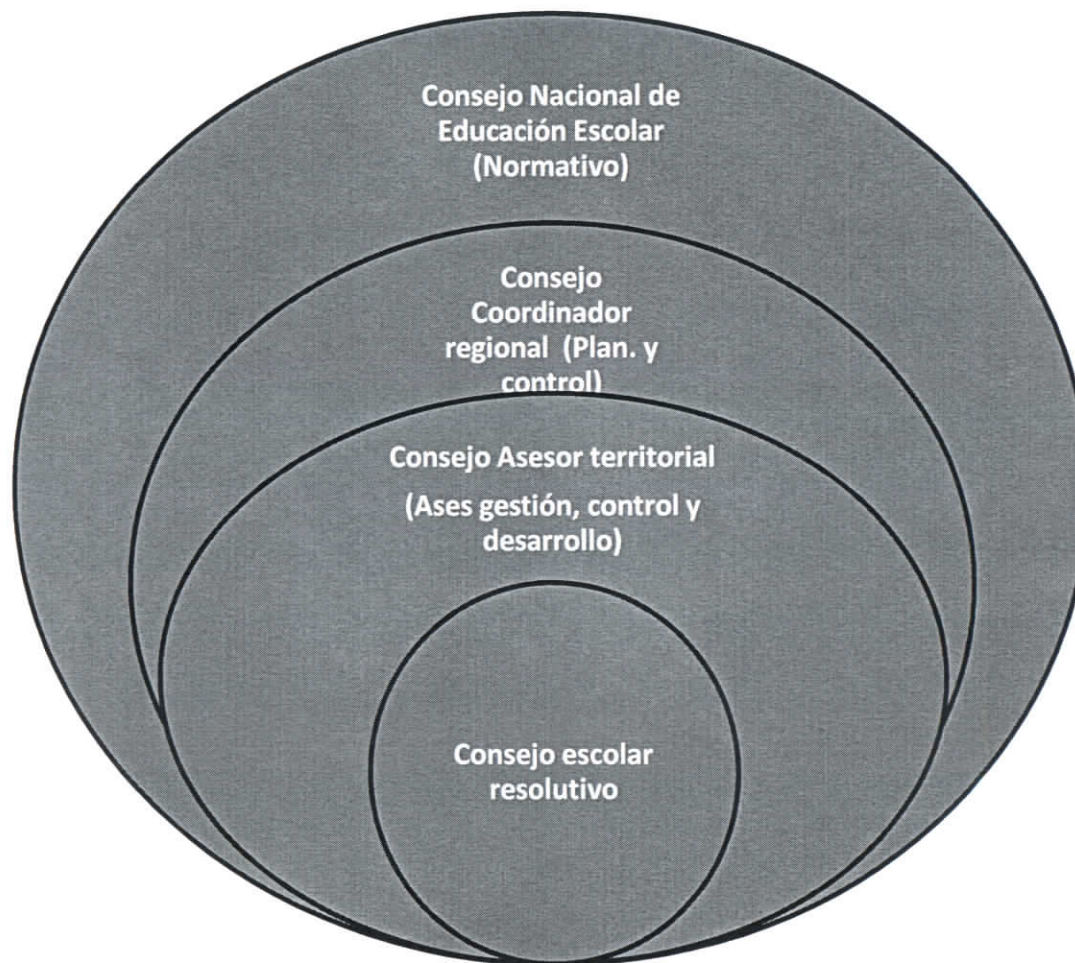 Consejo Nacional de
Educación Escolar
(Normativo)
Consejo
Coordinador
regional (Plan. y
control)
Consejo Asesor territorial
(Ases gestión, control y
desarrollo)
Consejo escolar
resolutivo